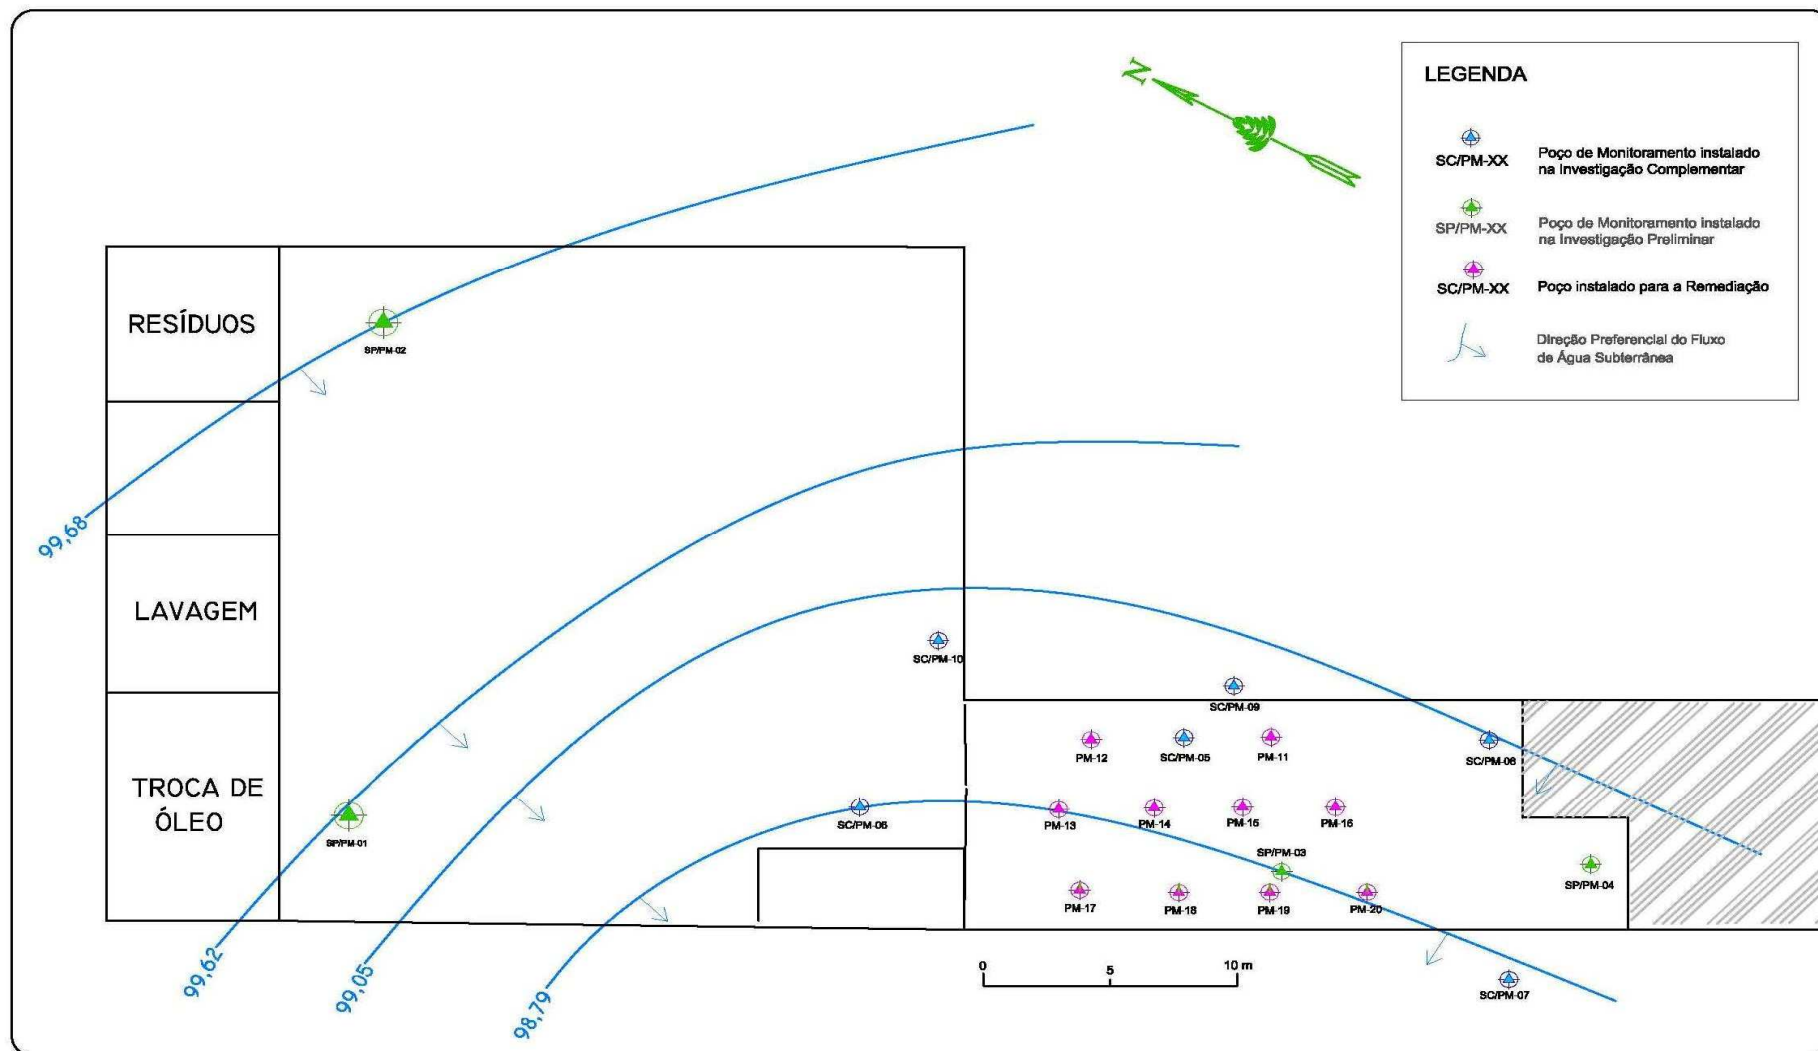 N
LEGENDA
SC/PM-XX
Poço de Monitoramento instalado
na Investigação Complementar
SP/PM-XX
Poço de Monitoramento instalado
na Investigação Preliminar
SC/PM-XX
Poço instalado para a Remediação
Direção Preferencial do Fluxo
de Água Subterrânea
RESÍDUOS
SP/PM-02
99,68
LAVAGEM
SC/PM-10
SC/PM-09
TROCA DE
ÓLEO
SP/PM-01
PM-12
SC/PM-05
PM-11
SC/PM-08
SC/PM-06
PM-13
PM-14
PM-15
PM-16
SP/PM-03
SP/PM-04
PM-17
PM-18
PM-19
PM-20
99,62
99,05
98,79
0
5
10 m
SC/PM-07